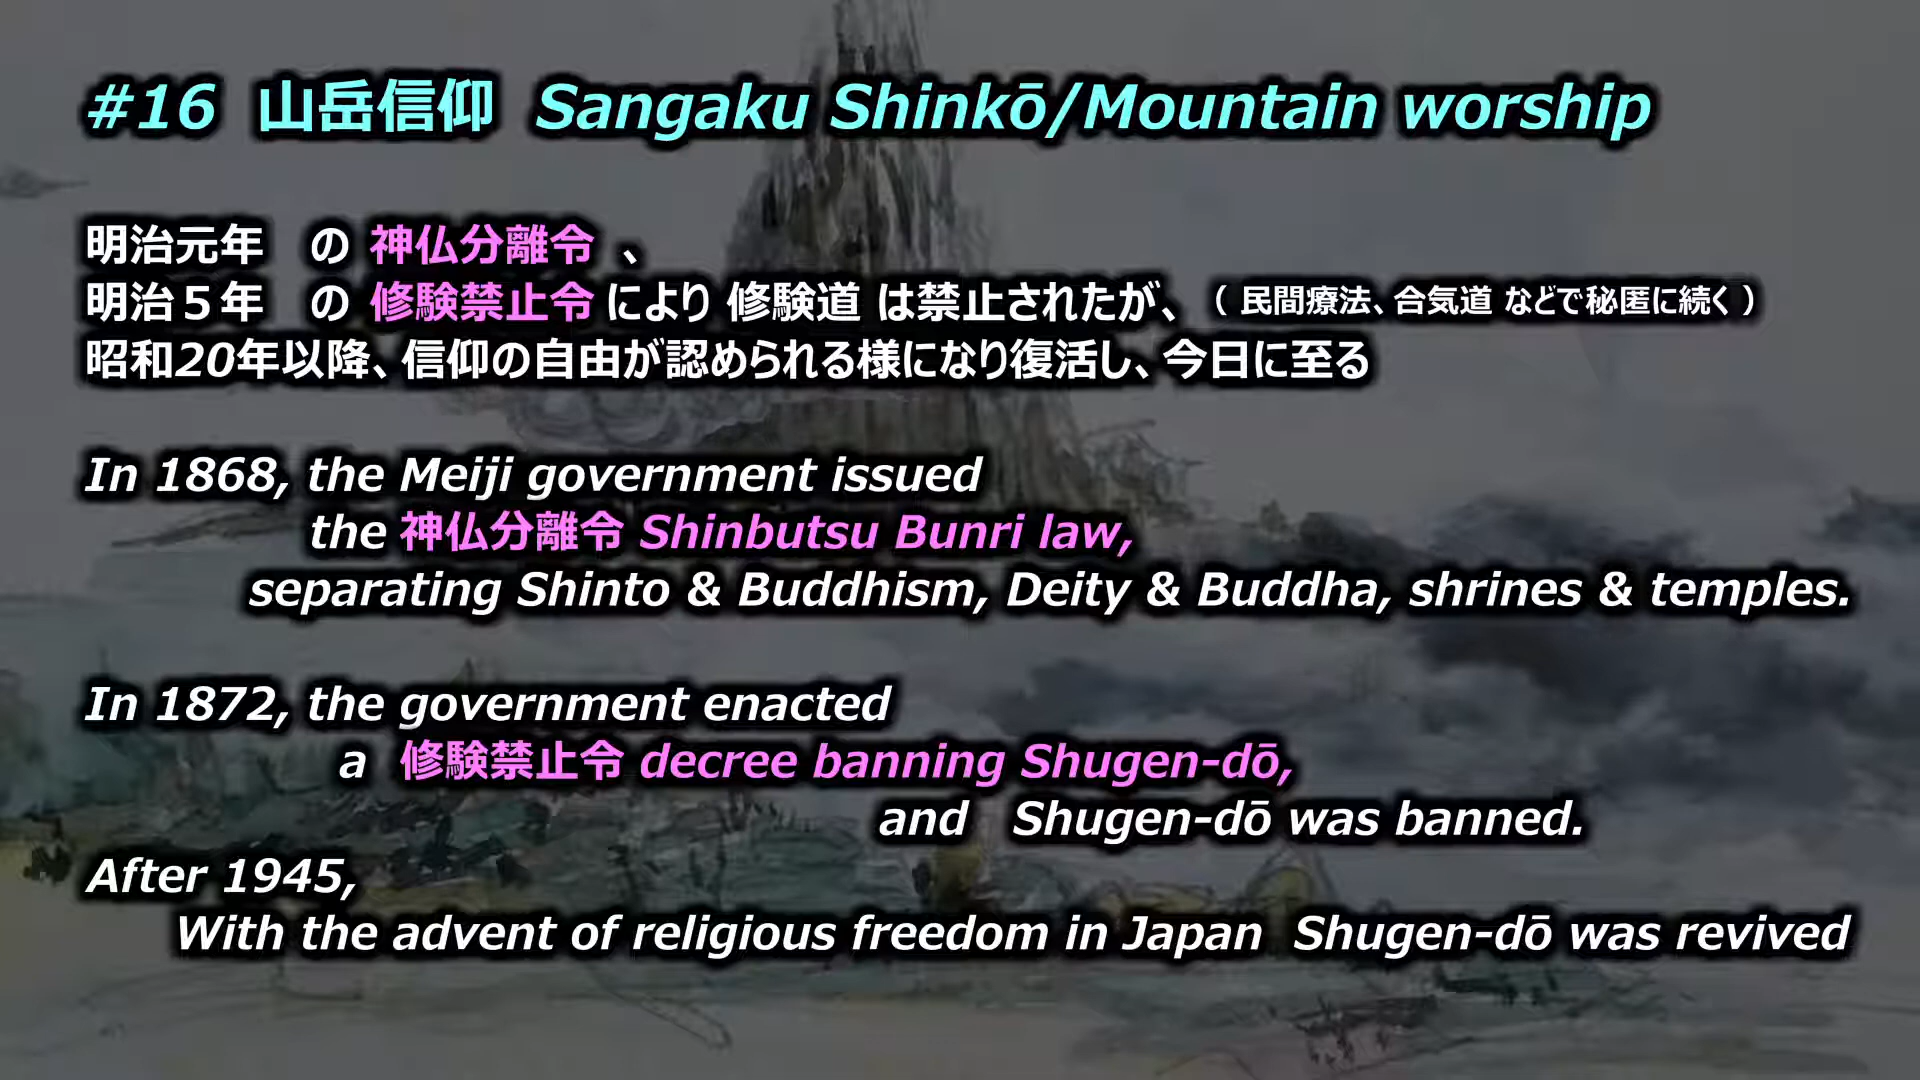 #16 山岳信仰 Sangaku Shinkō/Mountain worship
明治元年 の 神仏分離令 、
明治５年 の 修験禁止令 により 修験道 は禁止されたが、（ 民間療法、合気道 などで秘匿に続く ）
昭和20年以降、信仰の自由が認められる様になり復活し、今日に至る
In 1868, the Meiji government issued
the 神仏分離令 Shinbutsu Bunri law,
separating Shinto & Buddhism, Deity & Buddha, shrines & temples.
In 1872, the government enacted
a 修験禁止令 decree banning Shugen-dō,
and Shugen-dō was banned.
After 1945,
With the advent of religious freedom in Japan Shugen-dō was revived